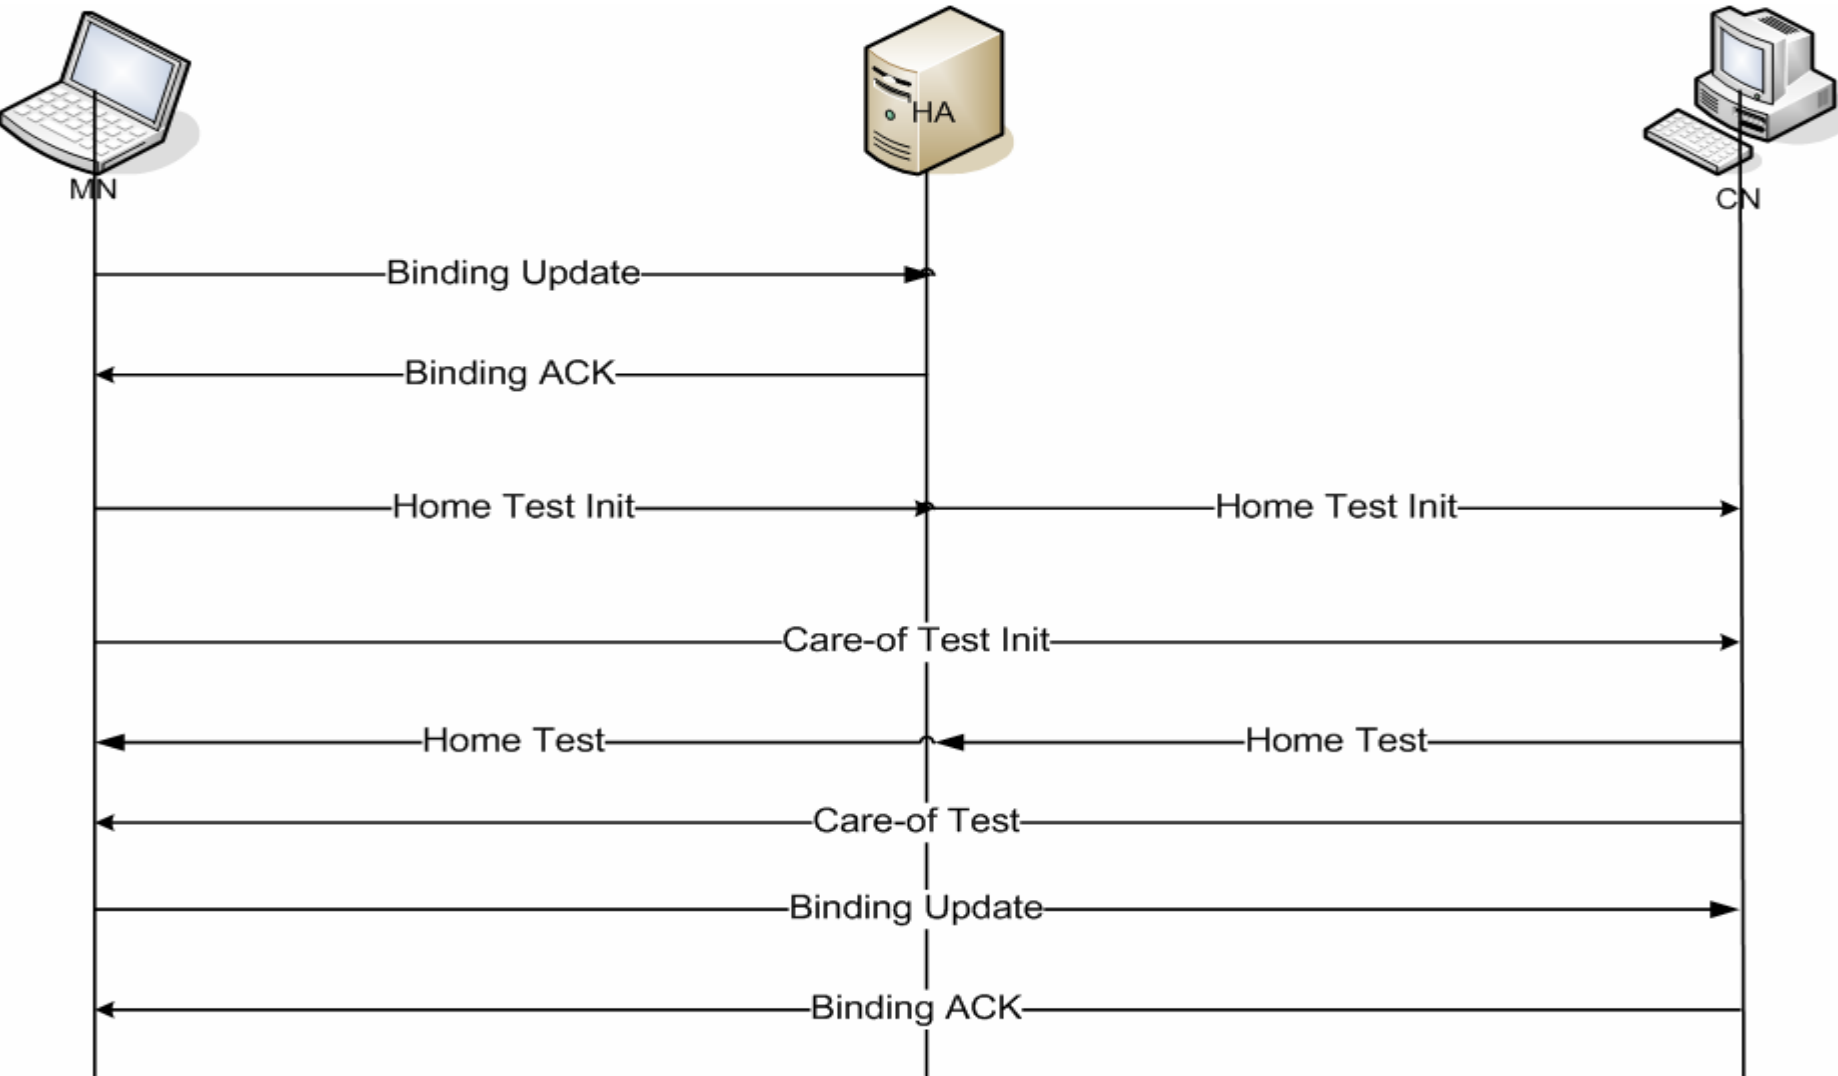 HA
MN
CN
Binding Update
Binding ACK
Home Test Init
Home Test Init
Care-of Test Init
Home Test
Home Test
Care-of Test
Binding Update
Binding ACK